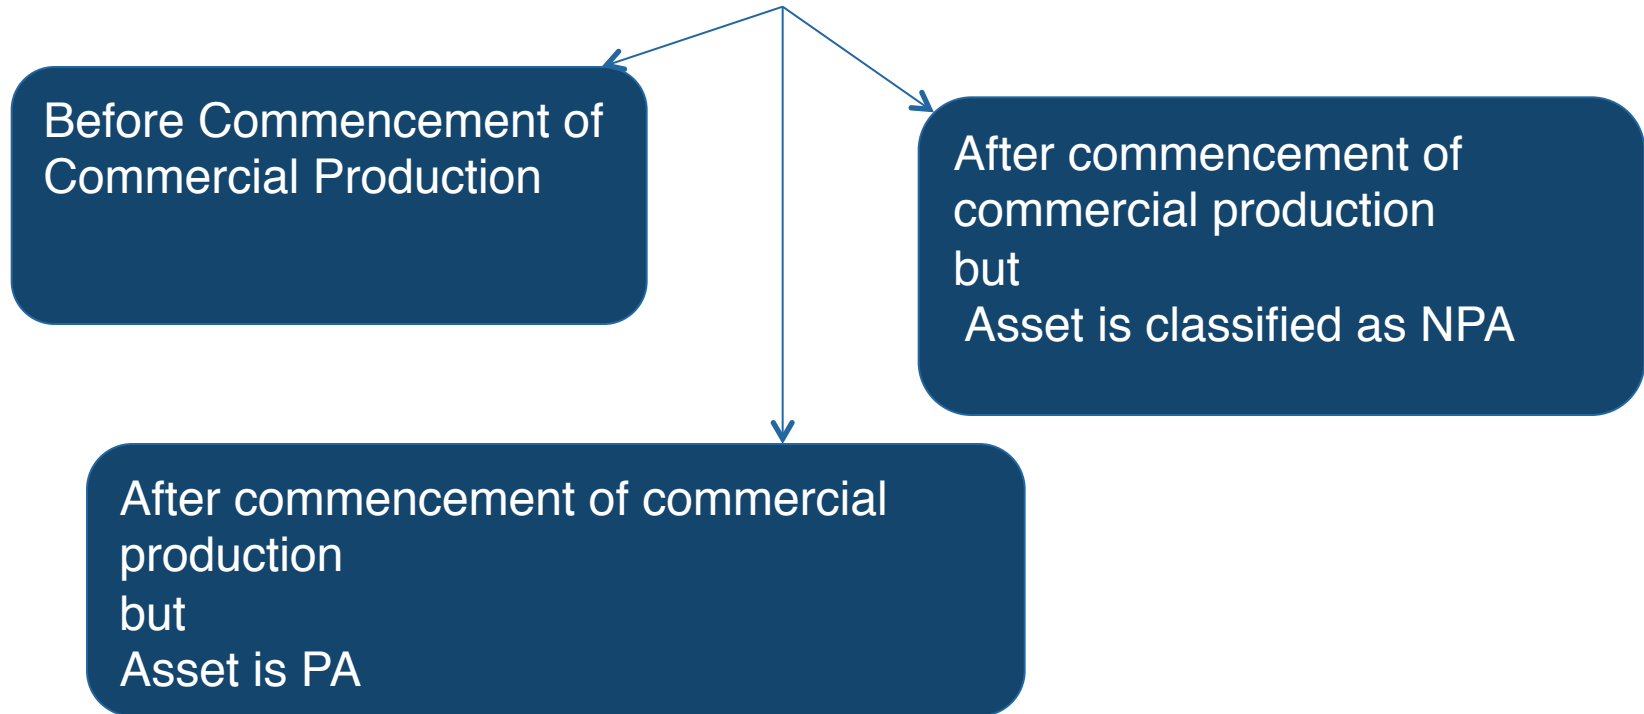 Before Commencement of
Commercial Production
After commencement of
commercial production
but
Asset is classified as NPA
After commencement of commercial
production
but
Asset is PA